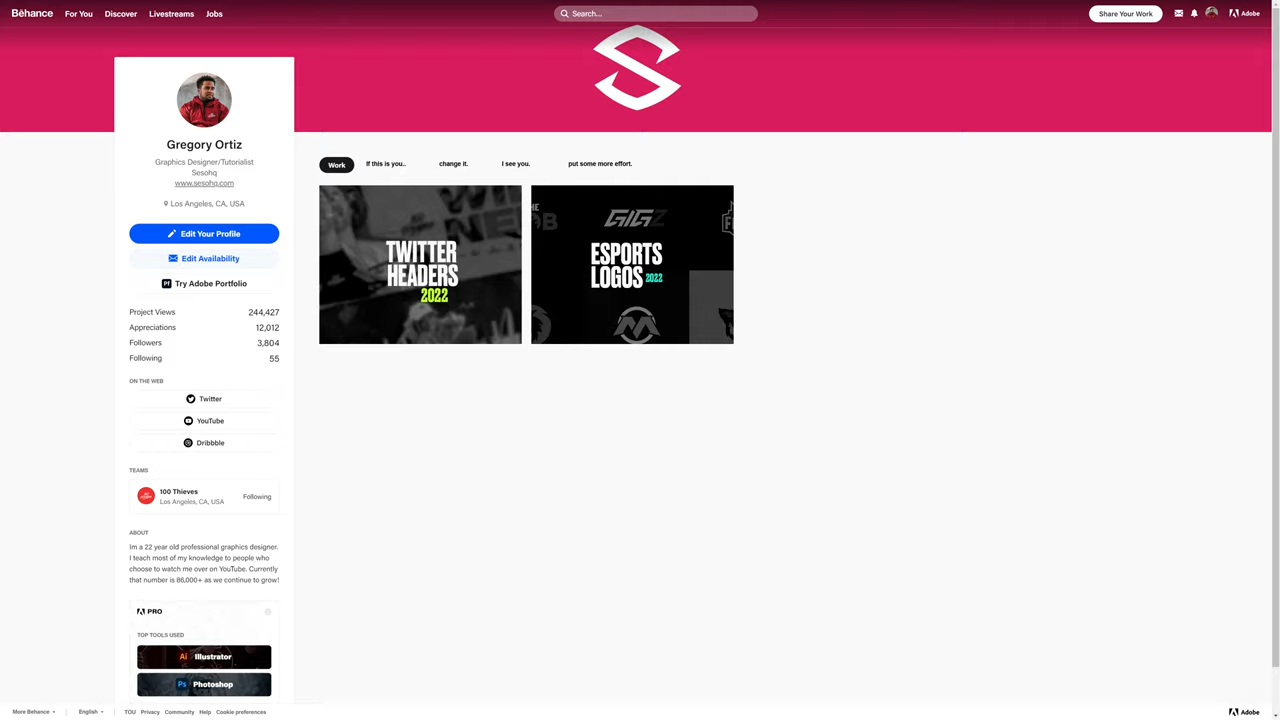 Bēhance For You Discover Livestreams Jobs
Search...
Share Your Work
Adobe
S
Gregory Ortiz
Graphics Designer/Tutorialist
Sesohq
www.sesohq.com
Los Angeles, CA, USA
Edit Your Profile
Edit Availability
Pf Try Adobe Portfolio
Project Views 244,427
Appreciations 12,012
Followers 3,804
Following 55
ON THE WEB
Twitter
YouTube
Dribbble
TEAMS
100 Thieves
Los Angeles, CA, USA
Following
ABOUT
Im a 22 year old professional graphics designer.
I teach most of my knowledge to people who
choose to watch me over on YouTube. Currently
that number is 86,000+ as we continue to grow!
PRO
TOP TOOLS USED
Ai Illustrator
Ps Photoshop
Work If this is you.. change it. I see you. put some more effort.
TWITTER
HEADERS
2022
THE
GIGZ
ESPORTS
LOGOS 2022
More Behance English TOU Privacy Community Help Cookie preferences
Adobe